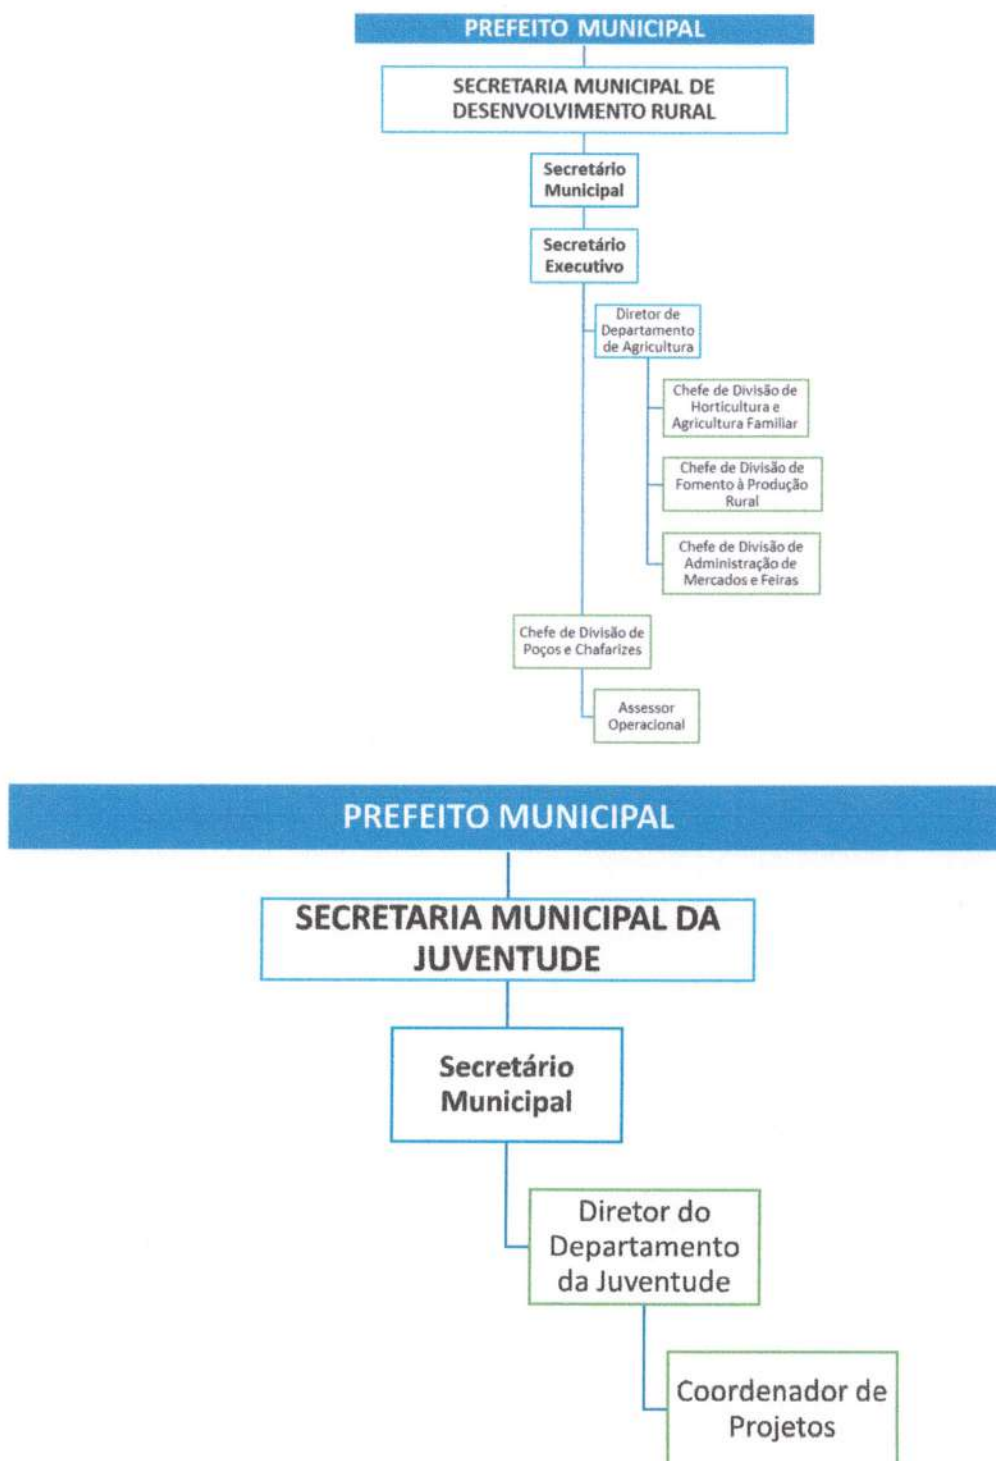 PREFEITO MUNICIPAL
SECRETARIA MUNICIPAL DE
DESENVOLVIMENTO RURAL
Secretário
Municipal
Secretário
Executivo
Diretor de
Departamento
de Agricultura
Chefe de Divisão de
Horticultura e
Agricultura Familiar
Chefe de Divisão de
Fomento à Produção
Rural
Chefe de Divisão de
Administração de
Mercados e Feiras
Chefe de Divisão de
Poços e Chafarizes
Assessor
Operacional
PREFEITO MUNICIPAL
SECRETARIA MUNICIPAL DA
JUVENTUDE
Secretário
Municipal
Diretor do
Departamento
da Juventude
Coordenador de
Projetos